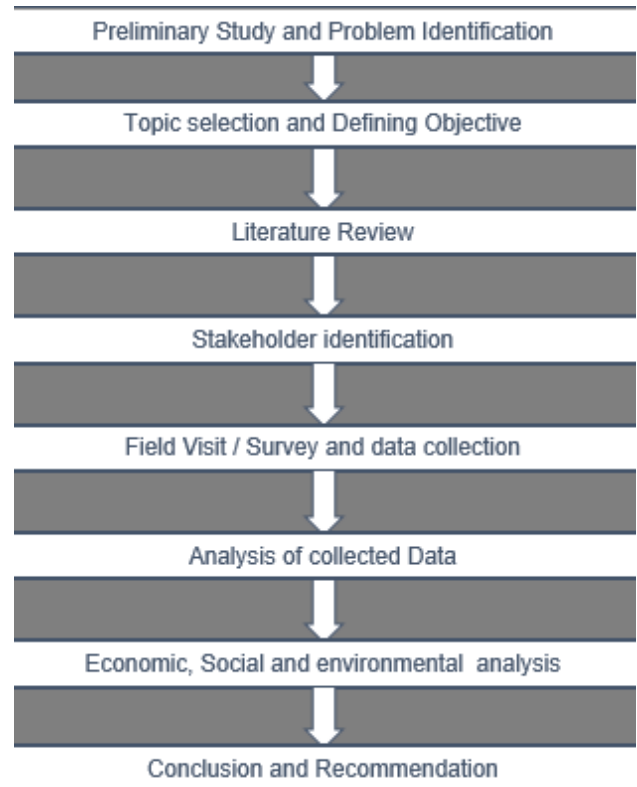 Preliminary Study and Problem Identification
Topic selection and Defining Objective
Literature Review
Stakeholder identification
Field Visit / Survey and data collection
Analysis of collected Data
Economic, Social and environmental  analysis
Conclusion and Recommendation